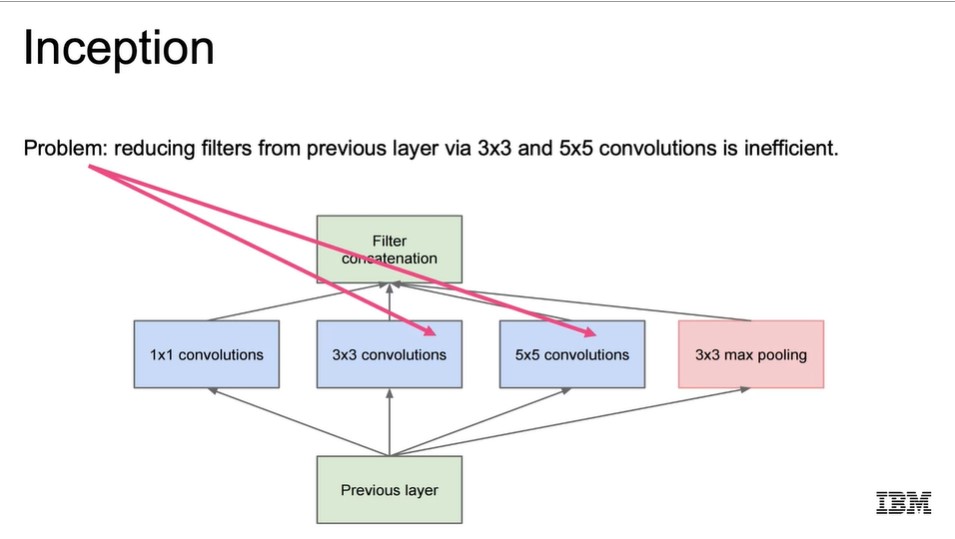 Inception
Problem: reducing filters from previous layer via 3x3 and 5x5 convolutions is inefficient.
Filter
concatenation
1x1 convolutions
3x3 convolutions
5x5 convolutions
3x3 max pooling
Previous layer
IBM